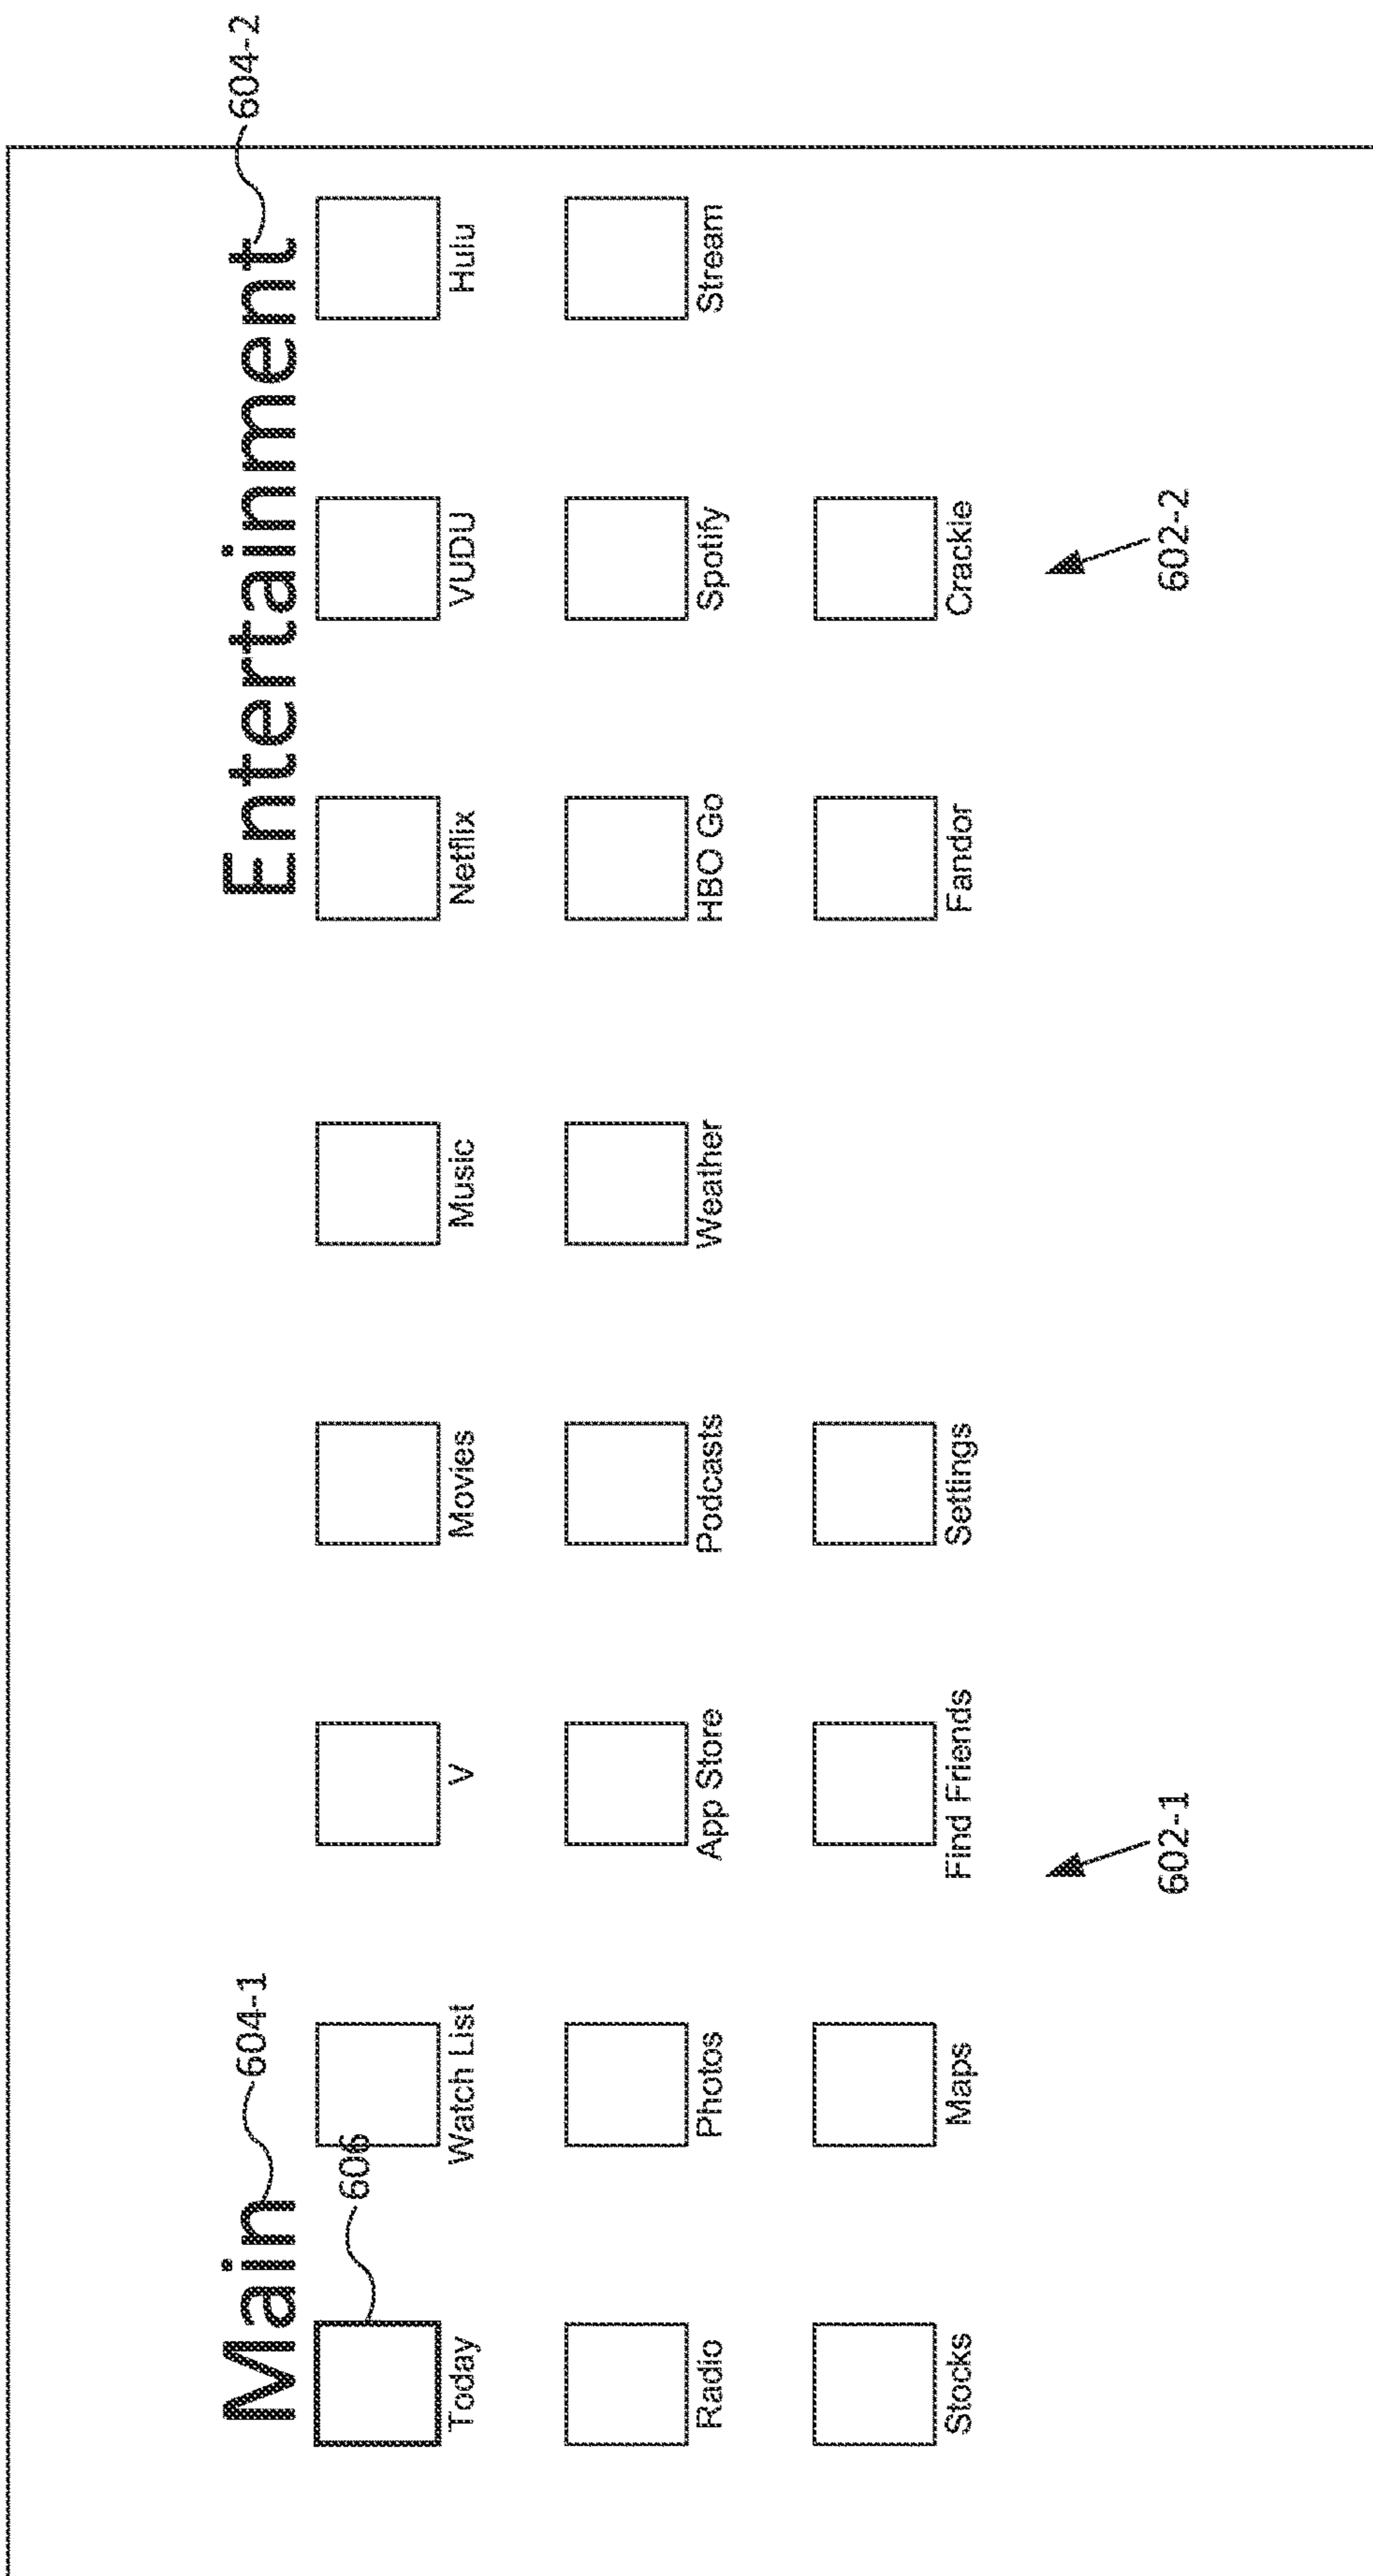 604-2
Main 604-1 Entertainment
606
Today Watch List V Movies Music Netflix VUDU Hulu
Radio Photos App Store Podcasts Weather HBO Go Spotify Stream
Stocks Maps Find Friends Settings Fandor Crackle
602-1 602-2